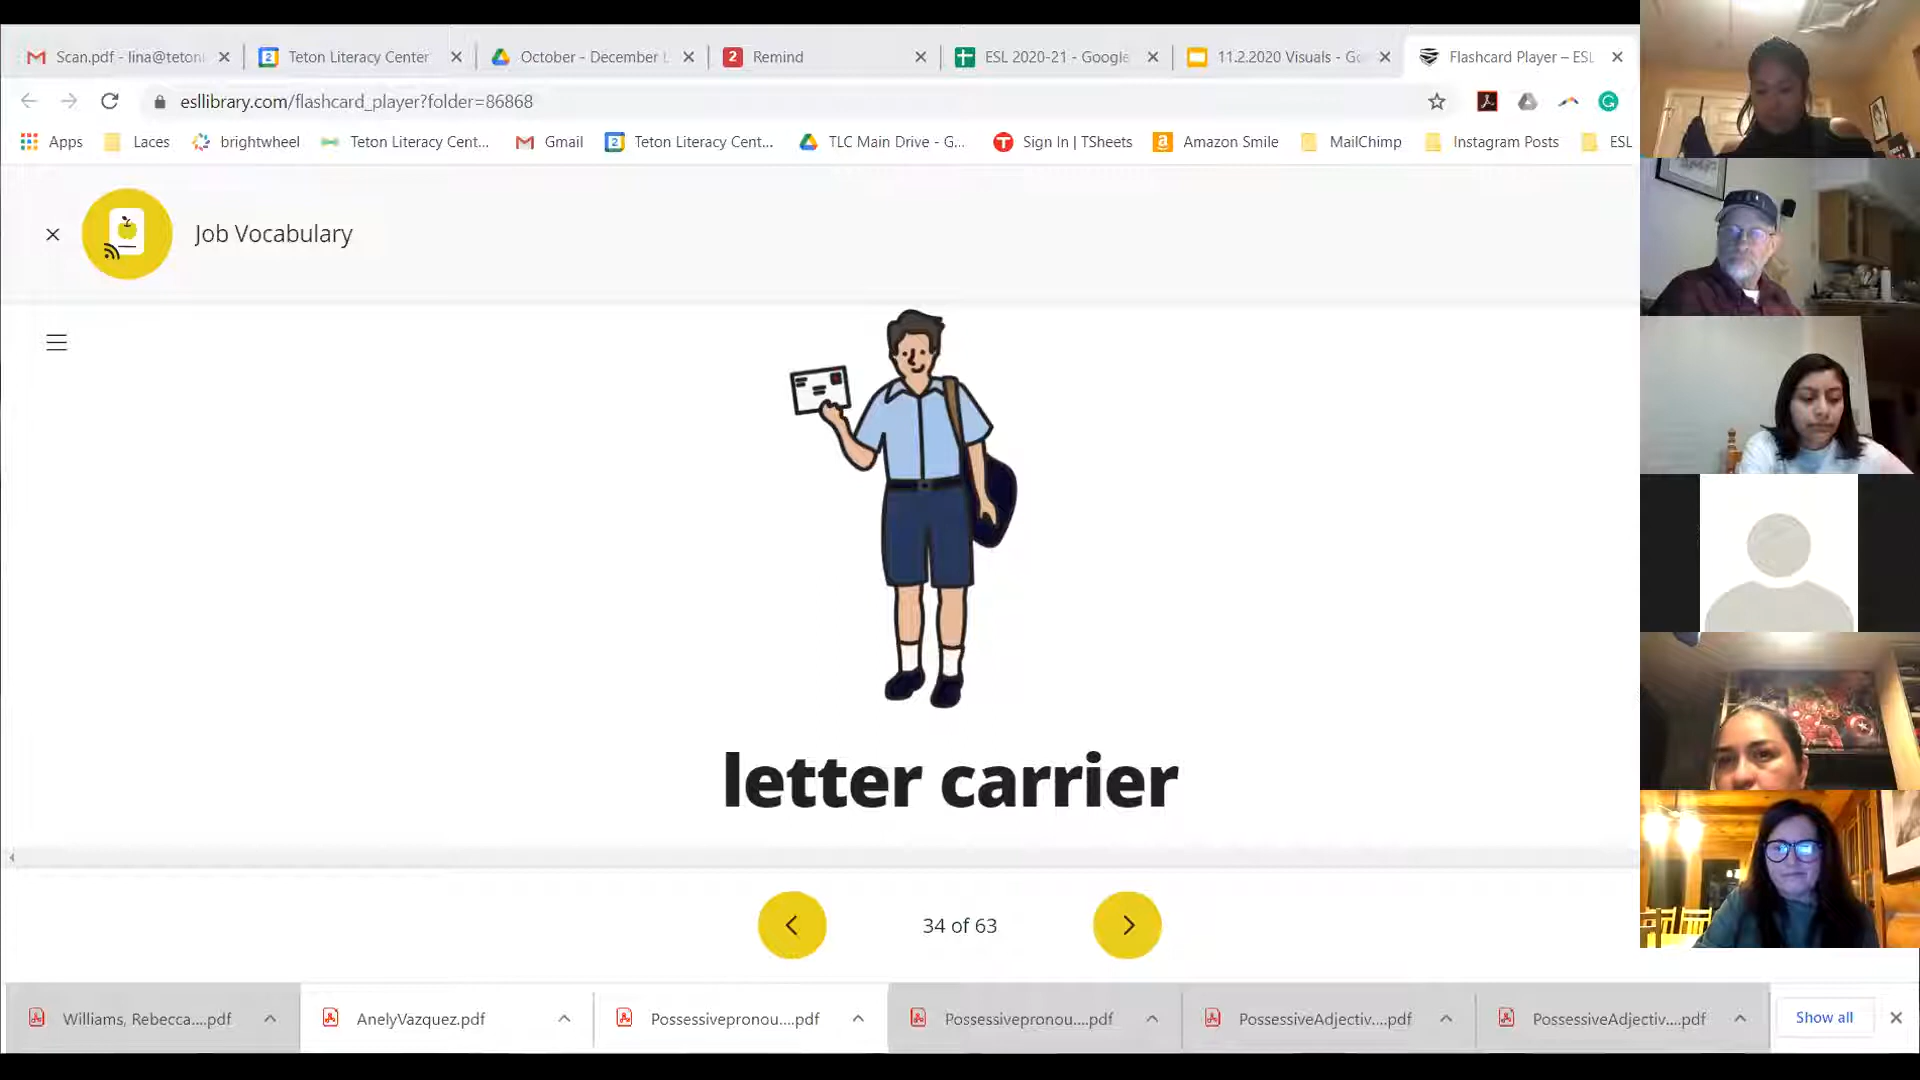 Scan.pdf - lina@tetonl
2 Teton Literacy Center
October - December L
2 Remind
ESL 2020-21 - Google
11.2.2020 Visuals - Go
Flashcard Player – ESL
esllibrary.com/flashcard_player?folder=86868
Apps
Laces
brightwheel
Teton Literacy Cent...
Gmail
2 Teton Literacy Cent...
TLC Main Drive - G...
Sign In | TSheets
Amazon Smile
MailChimp
Instagram Posts
ESL
Job Vocabulary
letter carrier
34 of 63
Williams, Rebecca....pdf
AnelyVazquez.pdf
Possessivepronou....pdf
Possessivepronou....pdf
PossessiveAdjectiv....pdf
PossessiveAdjectiv....pdf
Show all